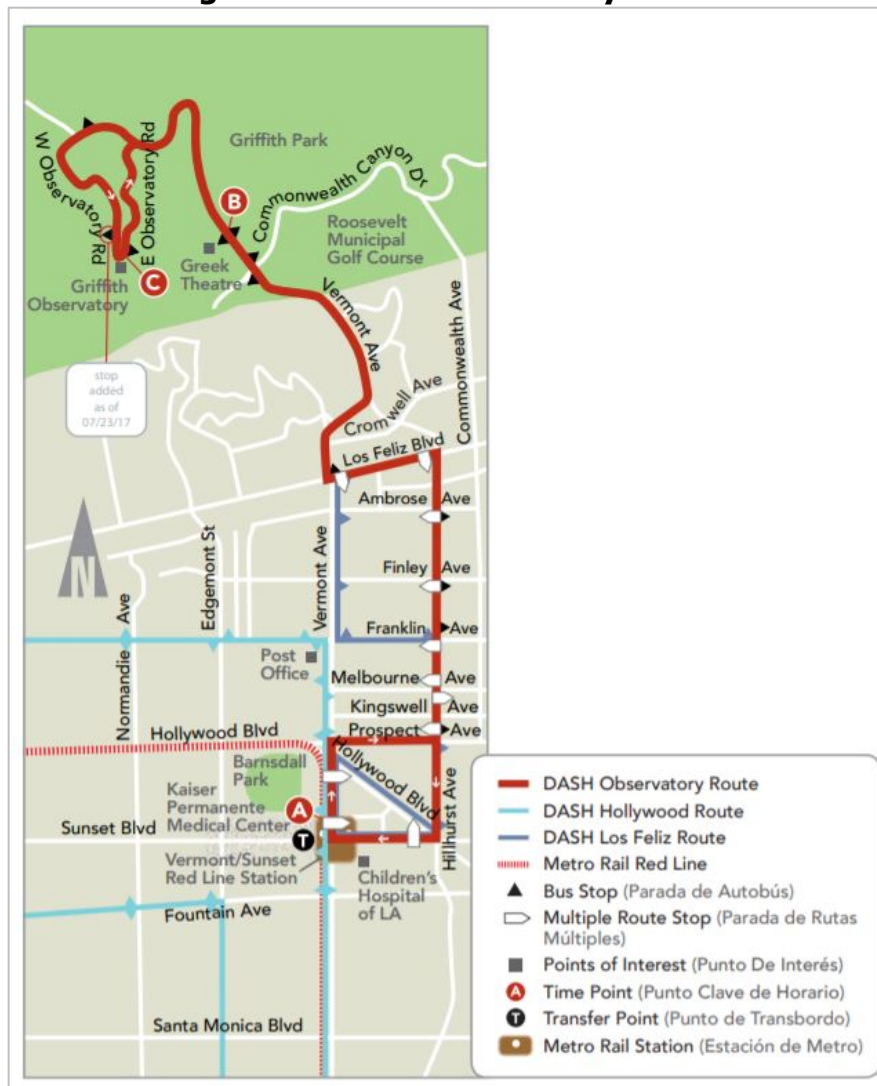 Griffith Park
W Observatory Rd
E Observatory Rd
Commonwealth Canyon Dr
B
Roosevelt
Municipal
Golf Course
Greek
Theatre
C
Griffith
Observatory
Vermont Ave
Commonwealth Ave
stop
added
as of
07/23/17
Cromwell Ave
Los Feliz Blvd
Ambrose Ave
N
Edgemont St
Vermont Ave
Finley Ave
Normandie Ave
Franklin Ave
Post
Office
Melbourne Ave
Kingswell Ave
Hollywood Blvd
Prospect Ave
Barnsdall
Park
Hollywood Blvd
Hillhurst Ave
Kaiser
Permanente
Medical Center
A
Sunset Blvd
T
Vermont/Sunset
Red Line Station
Children's
Hospital
of LA
Fountain Ave
Santa Monica Blvd
DASH Observatory Route
DASH Hollywood Route
DASH Los Feliz Route
Metro Rail Red Line
Bus Stop (Parada de Autobús)
Multiple Route Stop (Parada de Rutas
Múltiples)
Points of Interest (Punto De Interés)
A Time Point (Punto Clave de Horario)
T Transfer Point (Punto de Transbordo)
Metro Rail Station (Estación de Metro)